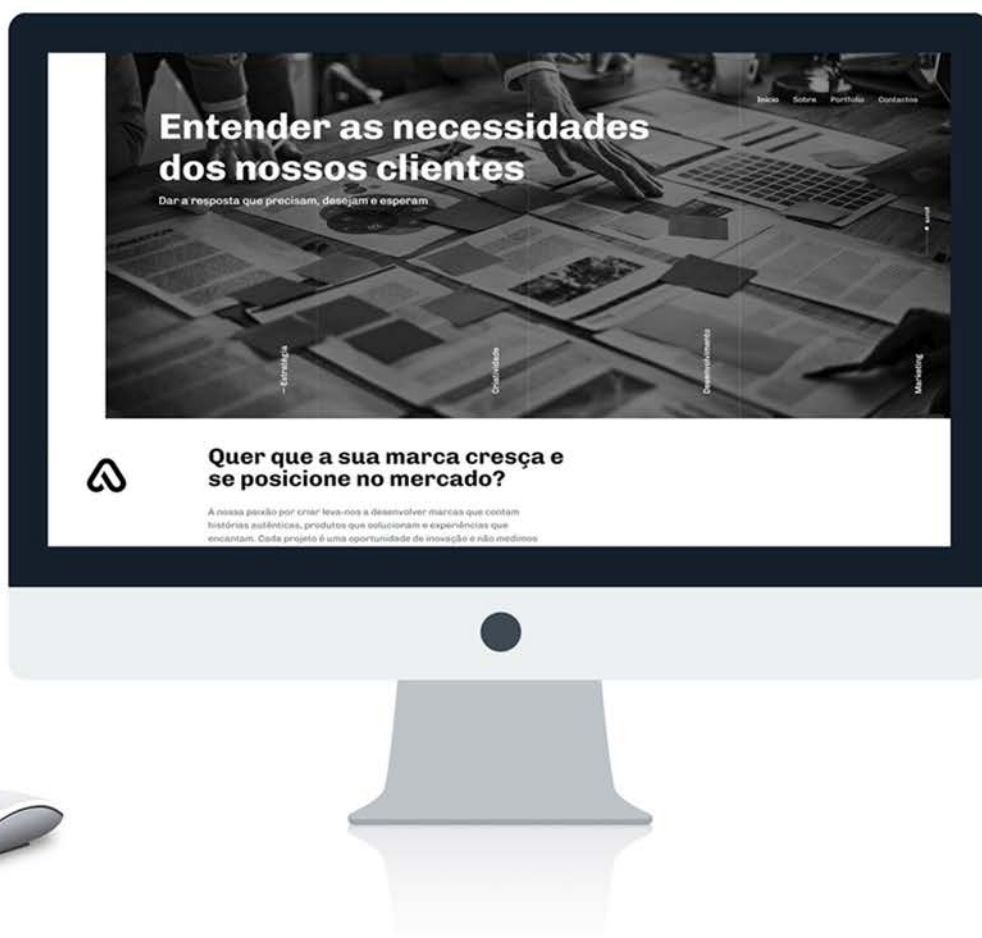 Início Sobre Portfolio Contactos
Entender as necessidades
dos nossos clientes
Dar a resposta que precisam, desejam e esperam
— Estratégia
Criatividade
Desenvolvimento
Marketing
Quer que a sua marca cresça e
se posicione no mercado?
A nossa paixão por criar leva-nos a desenvolver marcas que contam
histórias autênticas, produtos que solucionam e experiências que
encantam. Cada projeto é uma oportunidade de inovação e não medimos